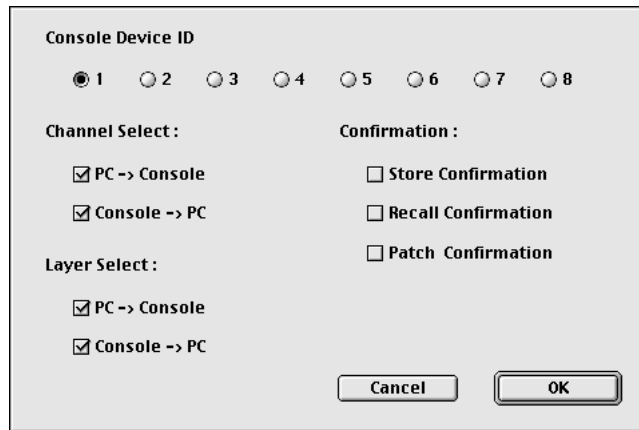 Console Device ID
1 2 3 4 5 6 7 8
Channel Select :
PC -> Console
Console -> PC
Confirmation :
Store Confirmation
Recall Confirmation
Patch Confirmation
Layer Select :
PC -> Console
Console -> PC
Cancel OK